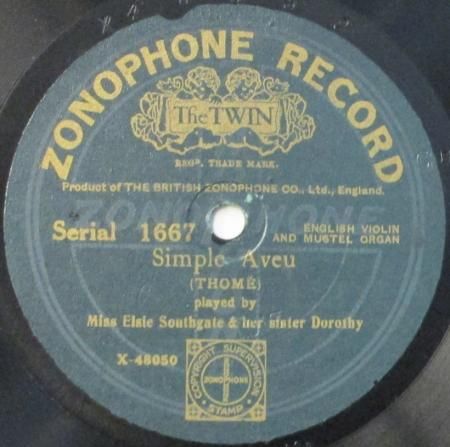 ZONOPHONE RECORD
The TWIN
REGD. TRADE MARK.
Product of THE BRITISH ZONOPHONE CO., Ltd., England.
ZONOPHONE
Serial 1667
ENGLISH VIOLIN
AND MUSTEL ORGAN
Simple Aveu
(THOMÉ)
played by
Miss Elsie Southgate & her sister Dorothy
X-48050
COPYRIGHT SUPERVISION
ZONOPHONE
STAMP